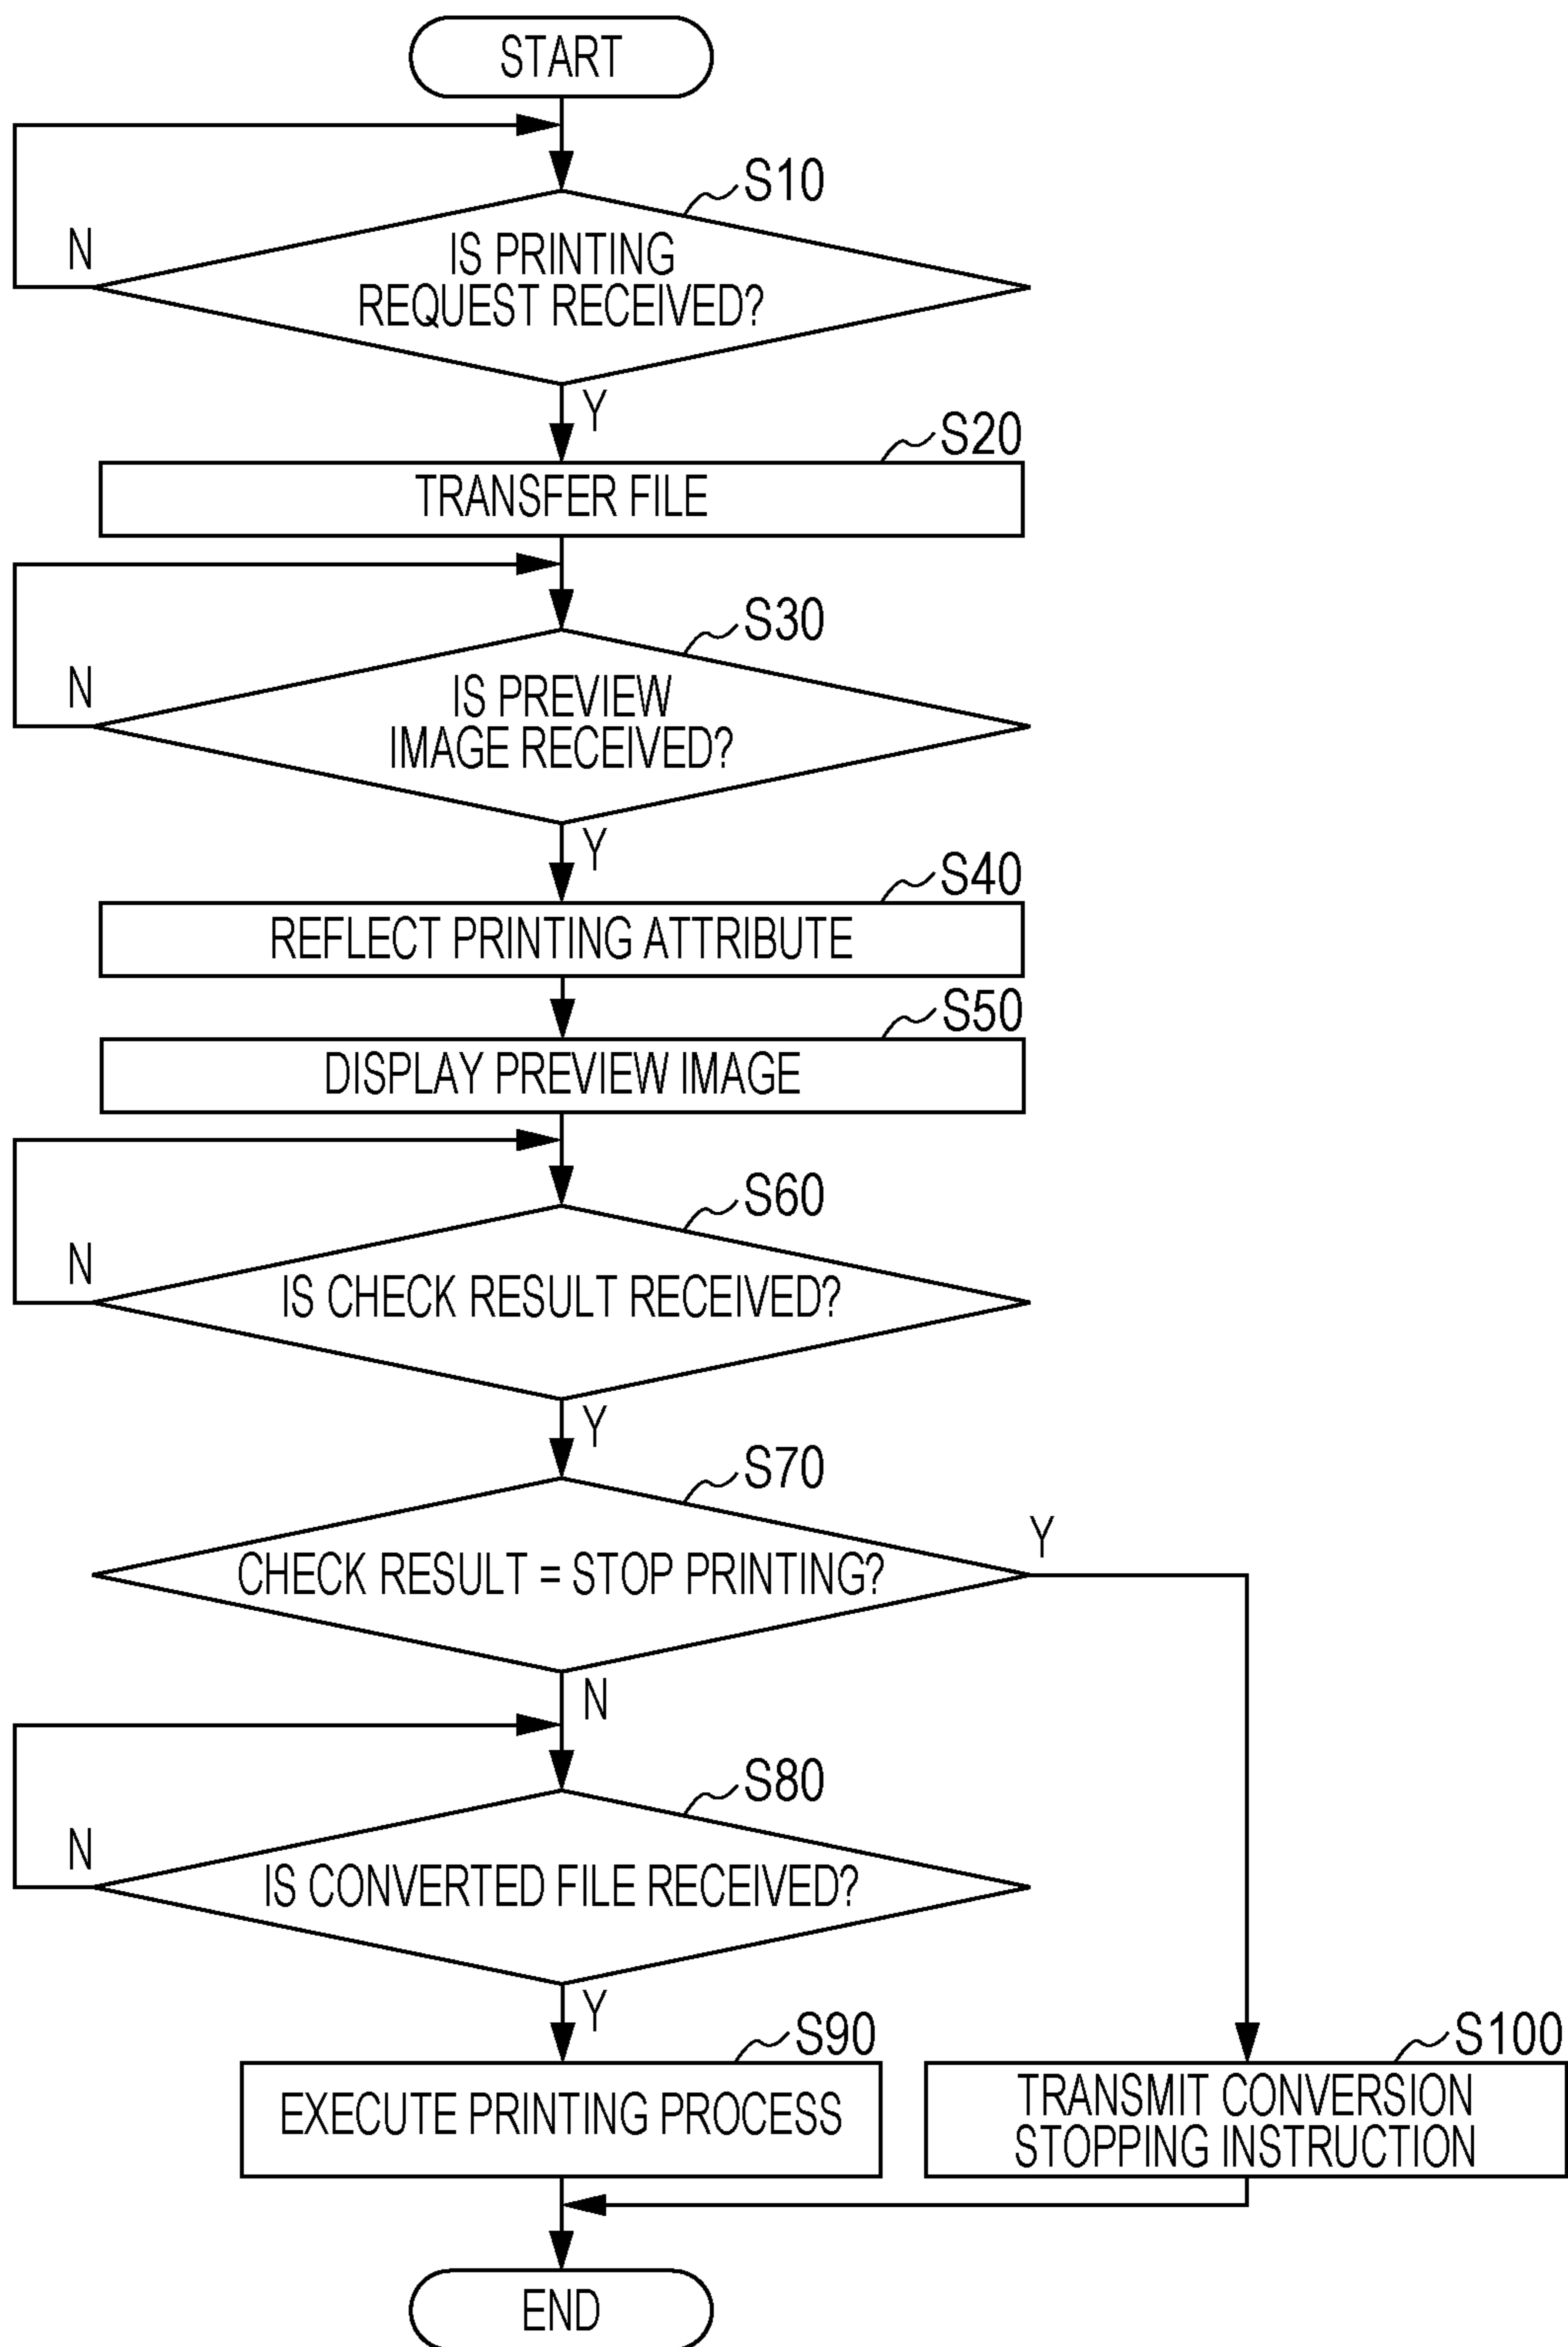 START
S10
N
IS PRINTING
REQUEST RECEIVED?
Y
S20
TRANSFER FILE
S30
N
IS PREVIEW
IMAGE RECEIVED?
Y
S40
REFLECT PRINTING ATTRIBUTE
S50
DISPLAY PREVIEW IMAGE
S60
N
IS CHECK RESULT RECEIVED?
Y
S70
Y
CHECK RESULT = STOP PRINTING?
N
S80
N
IS CONVERTED FILE RECEIVED?
Y
S90
EXECUTE PRINTING PROCESS
S100
TRANSMIT CONVERSION
STOPPING INSTRUCTION
END